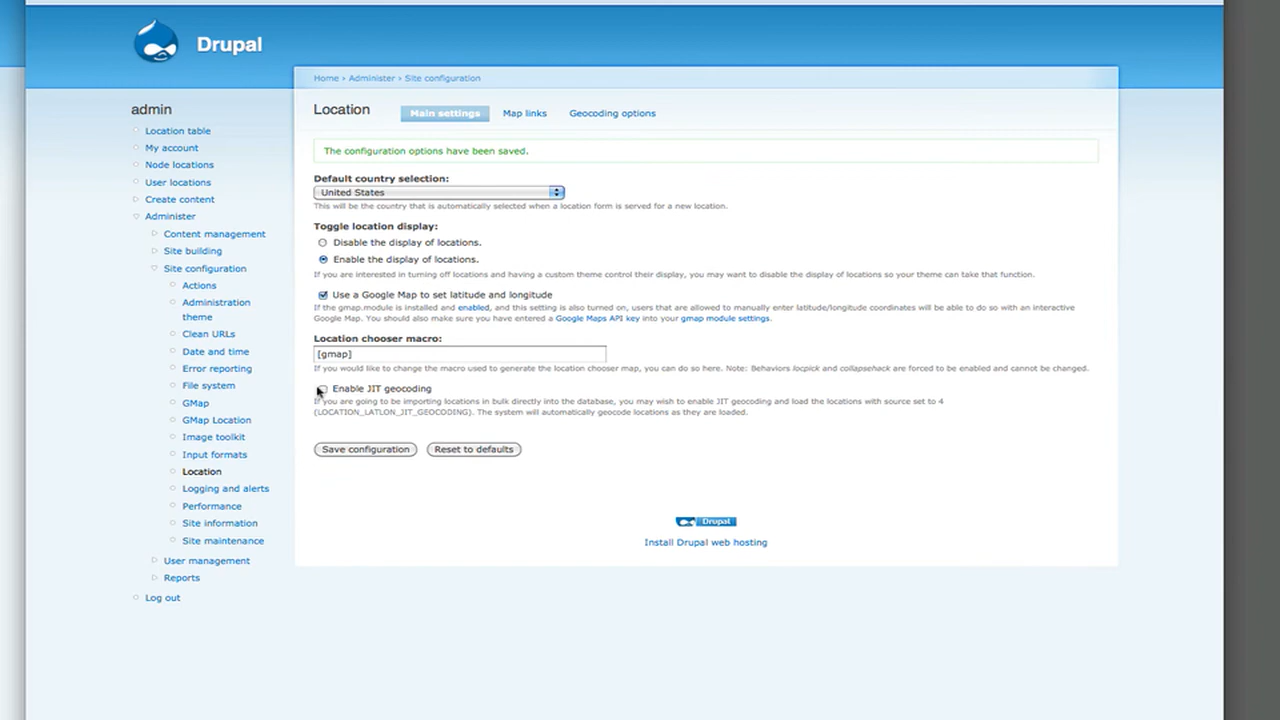 Drupal
Home › Administer › Site configuration
admin
Location table
My account
Node locations
User locations
Create content
Administer
Content management
Site building
Site configuration
Actions
Administration
theme
Clean URLs
Date and time
Error reporting
File system
GMap
GMap Location
Image toolkit
Input formats
Location
Logging and alerts
Performance
Site information
Site maintenance
User management
Reports
Log out
Location Main settings Map links Geocoding options
The configuration options have been saved.
Default country selection:
United States
This will be the country that is automatically selected when a location form is served for a new location.
Toggle location display:
Disable the display of locations.
Enable the display of locations.
If you are interested in turning off locations and having a custom theme control their display, you may want to disable the display of locations so your theme can take that function.
Use a Google Map to set latitude and longitude
If the gmap.module is installed and enabled, and this setting is also turned on, users that are allowed to manually enter latitude/longitude coordinates will be able to do so with an interactive
Google Map. You should also make sure you have entered a Google Maps API key into your gmap module settings.
Location chooser macro:
[gmap]
If you would like to change the macro used to generate the location chooser map, you can do so here. Note: Behaviors locpick and collapsehack are forced to be enabled and cannot be changed.
Enable JIT geocoding
If you are going to be importing locations in bulk directly into the database, you may wish to enable JIT geocoding and load the locations with source set to 4
(LOCATION_LATLON_JIT_GEOCODING). The system will automatically geocode locations as they are loaded.
Save configuration Reset to defaults
Drupal
Install Drupal web hosting